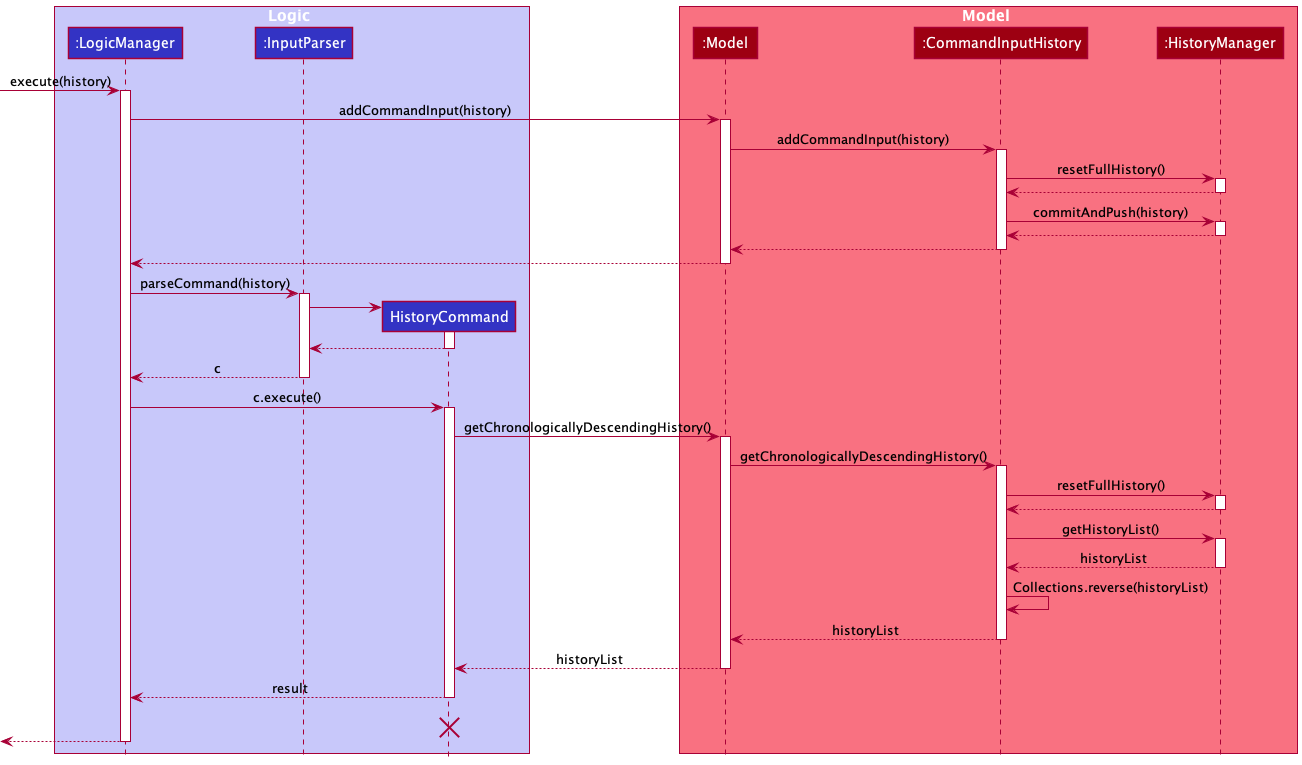 Logic
Model
:LogicManager
:InputParser
:Model
:CommandInputHistory
:HistoryManager
execute(history)
addCommandInput(history)
addCommandInput(history)
resetFullHistory()
commitAndPush(history)
parseCommand(history)
HistoryCommand
c
c.execute()
getChronologicallyDescendingHistory()
getChronologicallyDescendingHistory()
resetFullHistory()
getHistoryList()
historyList
Collections.reverse(historyList)
historyList
historyList
result